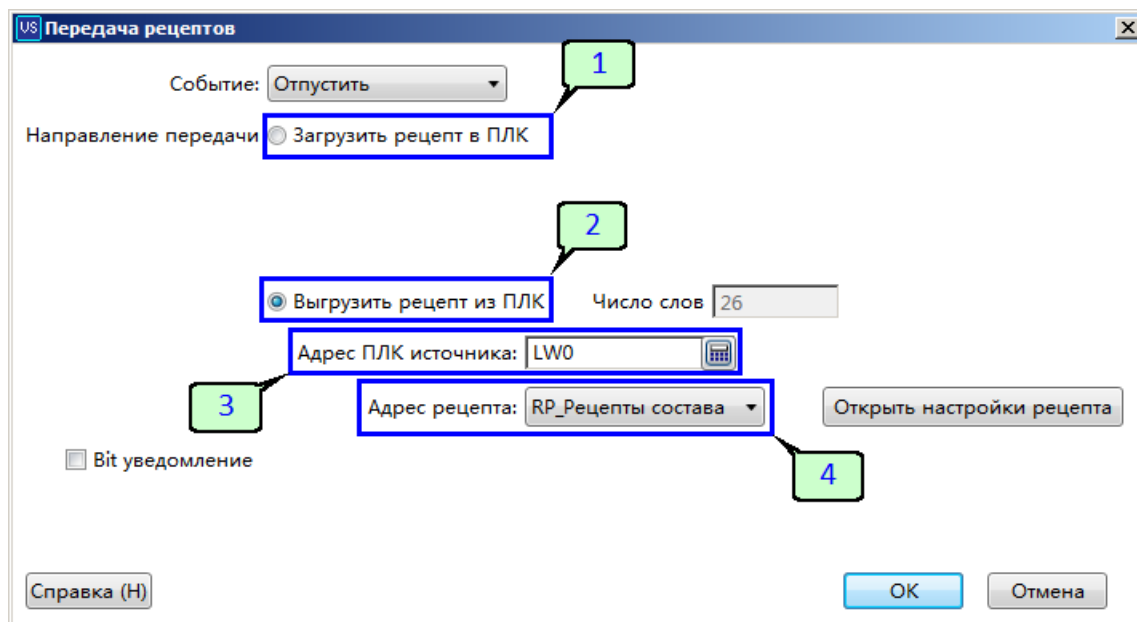 VS Передача рецептов
1
Событие: Отпустить
Направление передачи Загрузить рецепт в ПЛК
2
Выгрузить рецепт из ПЛК Число слов 26
Адрес ПЛК источника: LW0
3
Адрес рецепта: RP_Рецепты состава Открыть настройки рецепта
Bit уведомление
4
Справка (H) OK Отмена